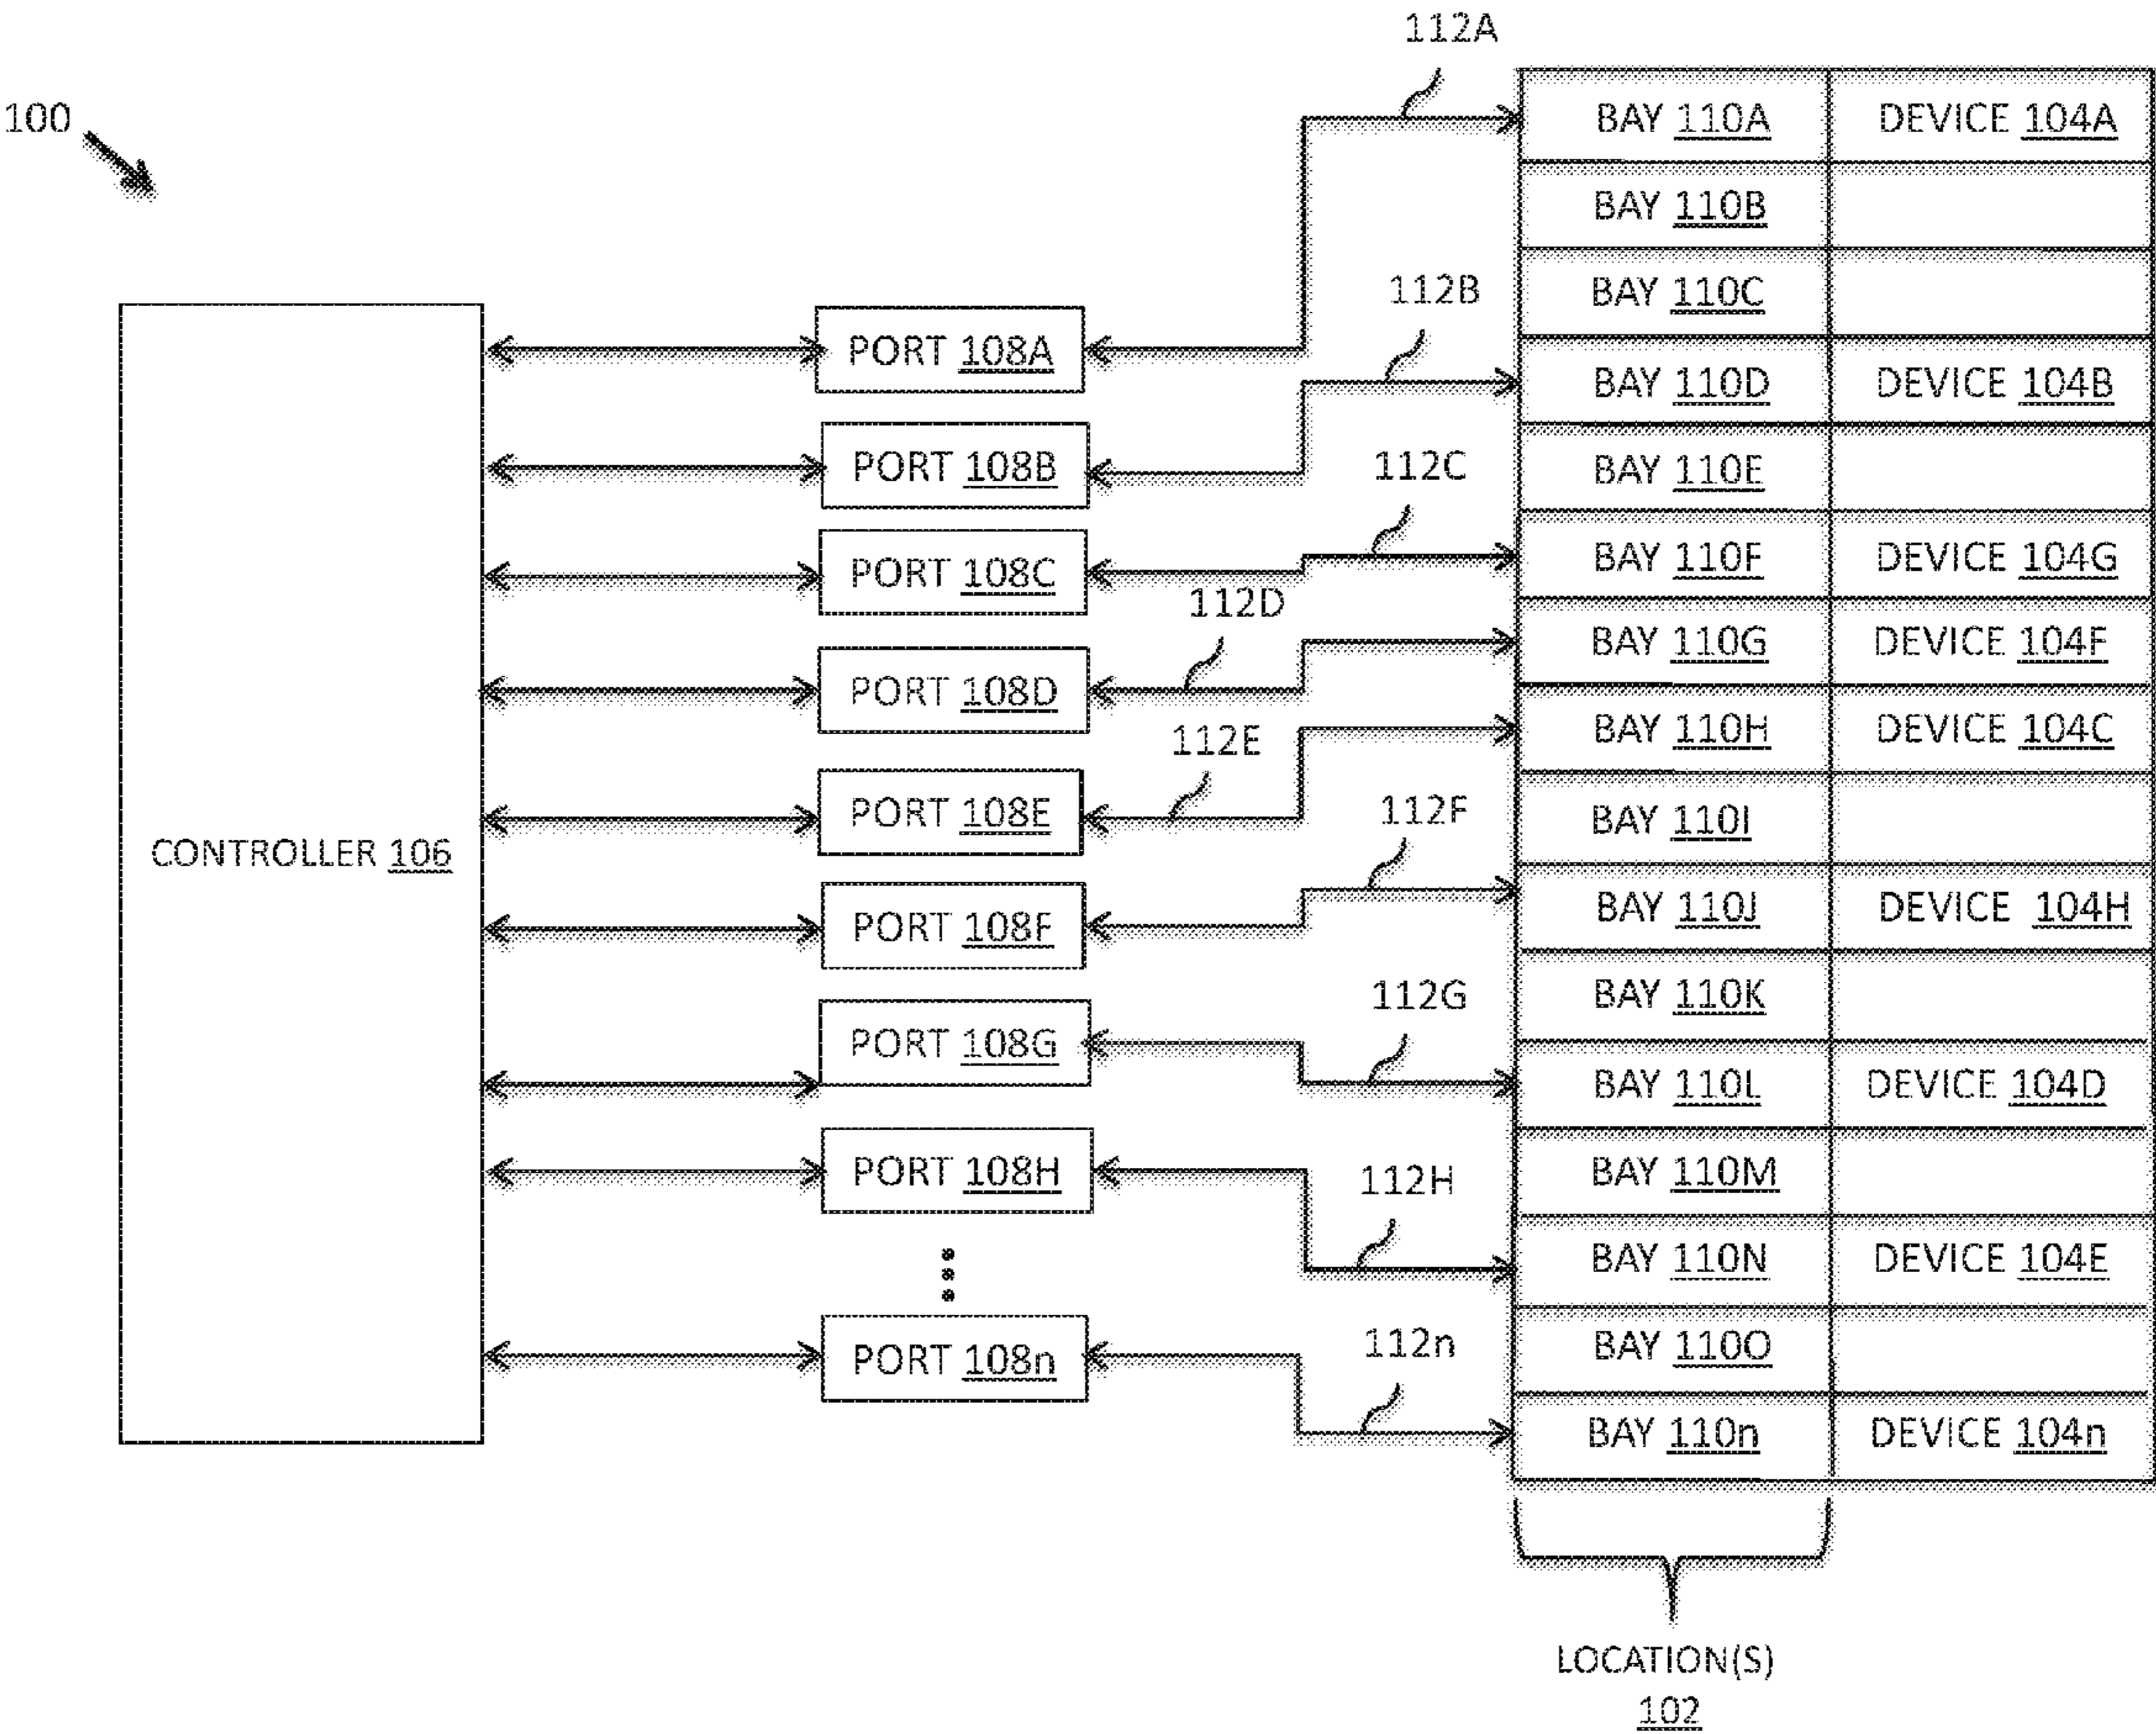 112A
100
BAY 110A DEVICE 104A
BAY 110B
BAY 110C
112B
PORT 108A
BAY 110D DEVICE 104B
PORT 108B
112C
BAY 110E
PORT 108C
BAY 110F DEVICE 104G
112D
BAY 110G DEVICE 104F
PORT 108D
BAY 110H DEVICE 104C
112E
PORT 108E
112F
BAY 110I
CONTROLLER 106
BAY 110J DEVICE 104H
PORT 108F
112G
BAY 110K
PORT 108G
BAY 110L DEVICE 104D
PORT 108H
112H
BAY 110M
BAY 110N DEVICE 104E
112n
BAY 110O
PORT 108n
BAY 110n DEVICE 104n
LOCATION(S)
102